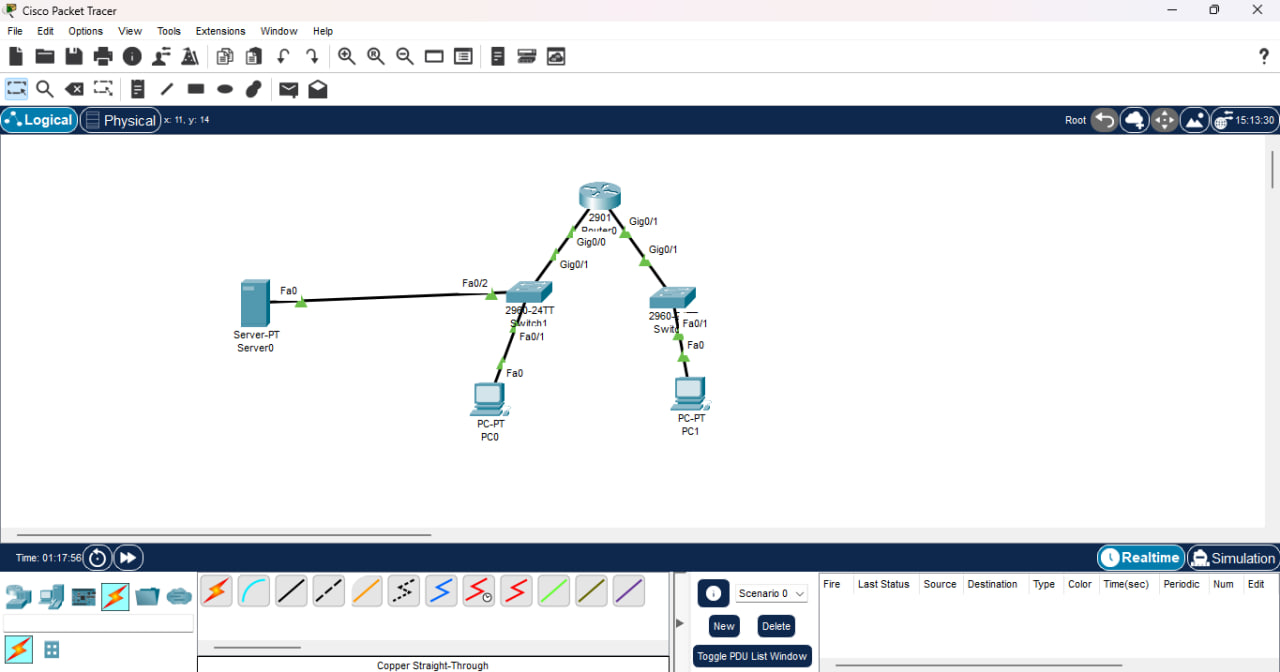 Cisco Packet Tracer
File Edit Options View Tools Extensions Window Help
?
Logical Physical x: 11, y: 14 Root 15:13:30
2901
Router0
Gig0/1
Gig0/0
Gig0/1
Gig0/1
Fa0
Fa0/2
Server-PT
Server0
2960-24TT
Switch1
Fa0/1
Fa0
PC-PT
PC0
2960-
Fa0/1
Fa0
PC-PT
PC1
Time: 01:17:56 Realtime Simulation
Scenario 0
New Delete
Toggle PDU List Window
Fire Last Status Source Destination Type Color Time(sec) Periodic Num Edit
Copper Straight-Through